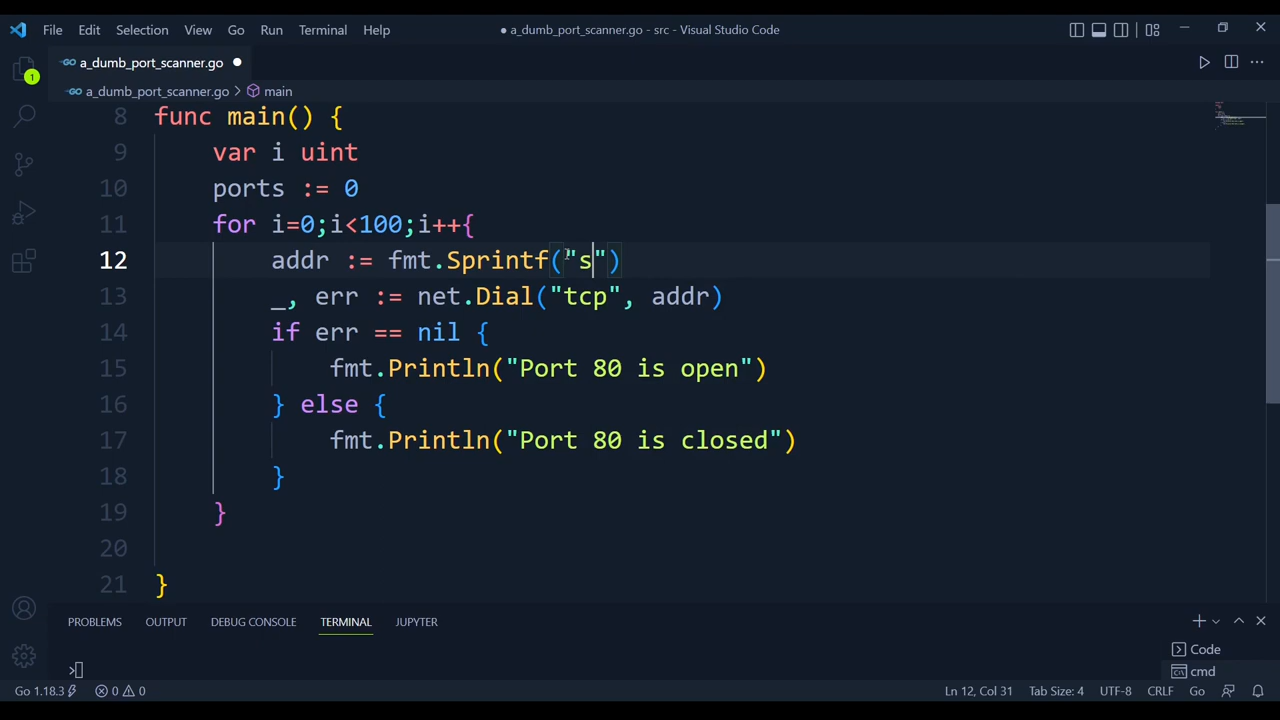 File Edit Selection View Go Run Terminal Help
● a_dumb_port_scanner.go - src - Visual Studio Code
a_dumb_port_scanner.go ●
a_dumb_port_scanner.go > main
1
8 func main() {
9 var i uint
10 ports := 0
11 for i=0;i<100;i++{
12 addr := fmt.Sprintf("s")
13 _, err := net.Dial("tcp", addr)
14 if err == nil {
15 fmt.Println("Port 80 is open")
16 } else {
17 fmt.Println("Port 80 is closed")
18 }
19 }
20
21 }
PROBLEMS OUTPUT DEBUG CONSOLE TERMINAL JUPYTER
>
Code
cmd
Go 1.18.3 0 0 Ln 12, Col 31 Tab Size: 4 UTF-8 CRLF Go